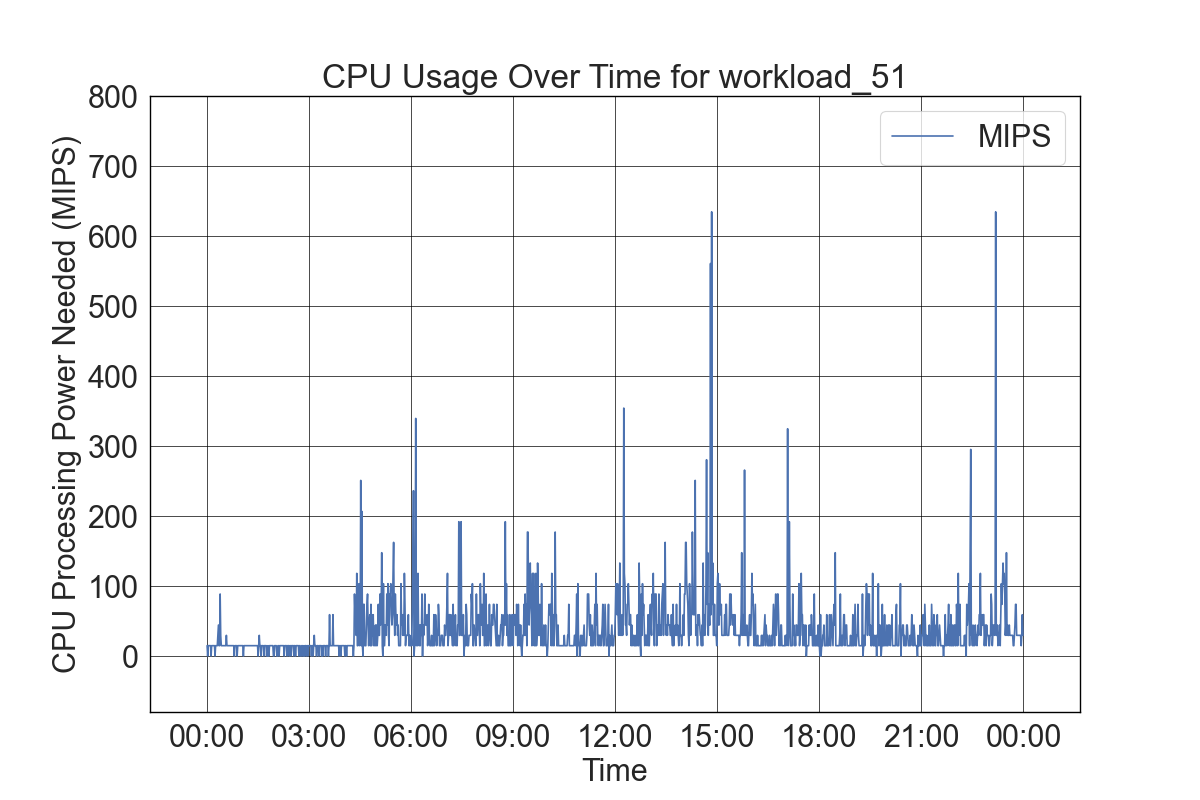 CPU Usage Over Time for workload_51
CPU Processing Power Needed (MIPS)
800
700
600
500
400
300
200
100
0
MIPS
00:00 03:00 06:00 09:00 12:00 15:00 18:00 21:00 00:00
Time